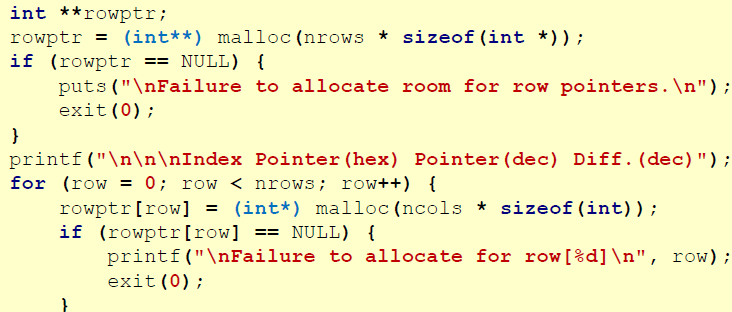 int **rowptr;
rowptr = (int**) malloc(nrows * sizeof(int *));
if (rowptr == NULL) {
    puts("\nFailure to allocate room for row pointers.\n");
    exit(0);
}
printf("\n\n\nIndex Pointer(hex) Pointer(dec) Diff.(dec)");
for (row = 0; row < nrows; row++) {
    rowptr[row] = (int*) malloc(ncols * sizeof(int));
    if (rowptr[row] == NULL) {
        printf("\nFailure to allocate for row[%d]\n", row);
        exit(0);
    }